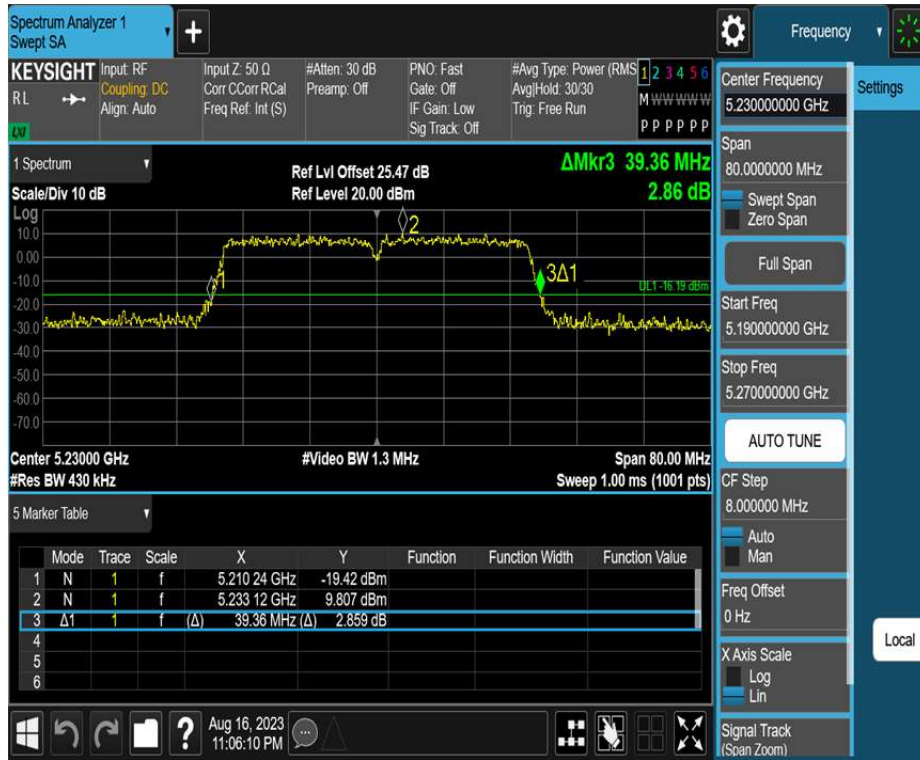 Spectrum Analyzer 1
Swept SA
+
Frequency
KEYSIGHT
RL
LXI
Input: RF
Coupling: DC
Align: Auto
Input Z: 50 Ω
Corr CCorr RCal
Freq Ref: Int (S)
#Atten: 30 dB
Preamp: Off
PNO: Fast
Gate: Off
IF Gain: Low
Sig Track: Off
#Avg Type: Power (RMS
Avg|Hold: 30/30
Trig: Free Run
1 2 3 4 5 6
M W W W W W
P P P P P P
1 Spectrum
Scale/Div 10 dB
Ref Lvl Offset 25.47 dB
Ref Level 20.00 dBm
ΔMkr3 39.36 MHz
2.86 dB
Log
10.0
0.00
-10.0
-20.0
-30.0
-40.0
-50.0
-60.0
-70.0
1
2
3Δ1
DL1 -16.19 dBm
Center 5.23000 GHz
#Video BW 1.3 MHz
Span 80.00 MHz
#Res BW 430 kHz
Sweep 1.00 ms (1001 pts)
5 Marker Table
Mode Trace Scale X Y Function Function Width Function Value
1 N 1 f 5.210 24 GHz -19.42 dBm
2 N 1 f 5.233 12 GHz 9.807 dBm
3 Δ1 1 f (Δ) 39.36 MHz (Δ) 2.859 dB
4
5
6
?
Aug 16, 2023
11:06:10 PM
Center Frequency
5.230000000 GHz
Span
80.0000000 MHz
Swept Span
Zero Span
Full Span
Start Freq
5.190000000 GHz
Stop Freq
5.270000000 GHz
AUTO TUNE
CF Step
8.000000 MHz
Auto
Man
Freq Offset
0 Hz
X Axis Scale
Log
Lin
Signal Track
(Span Zoom)
Settings
Local